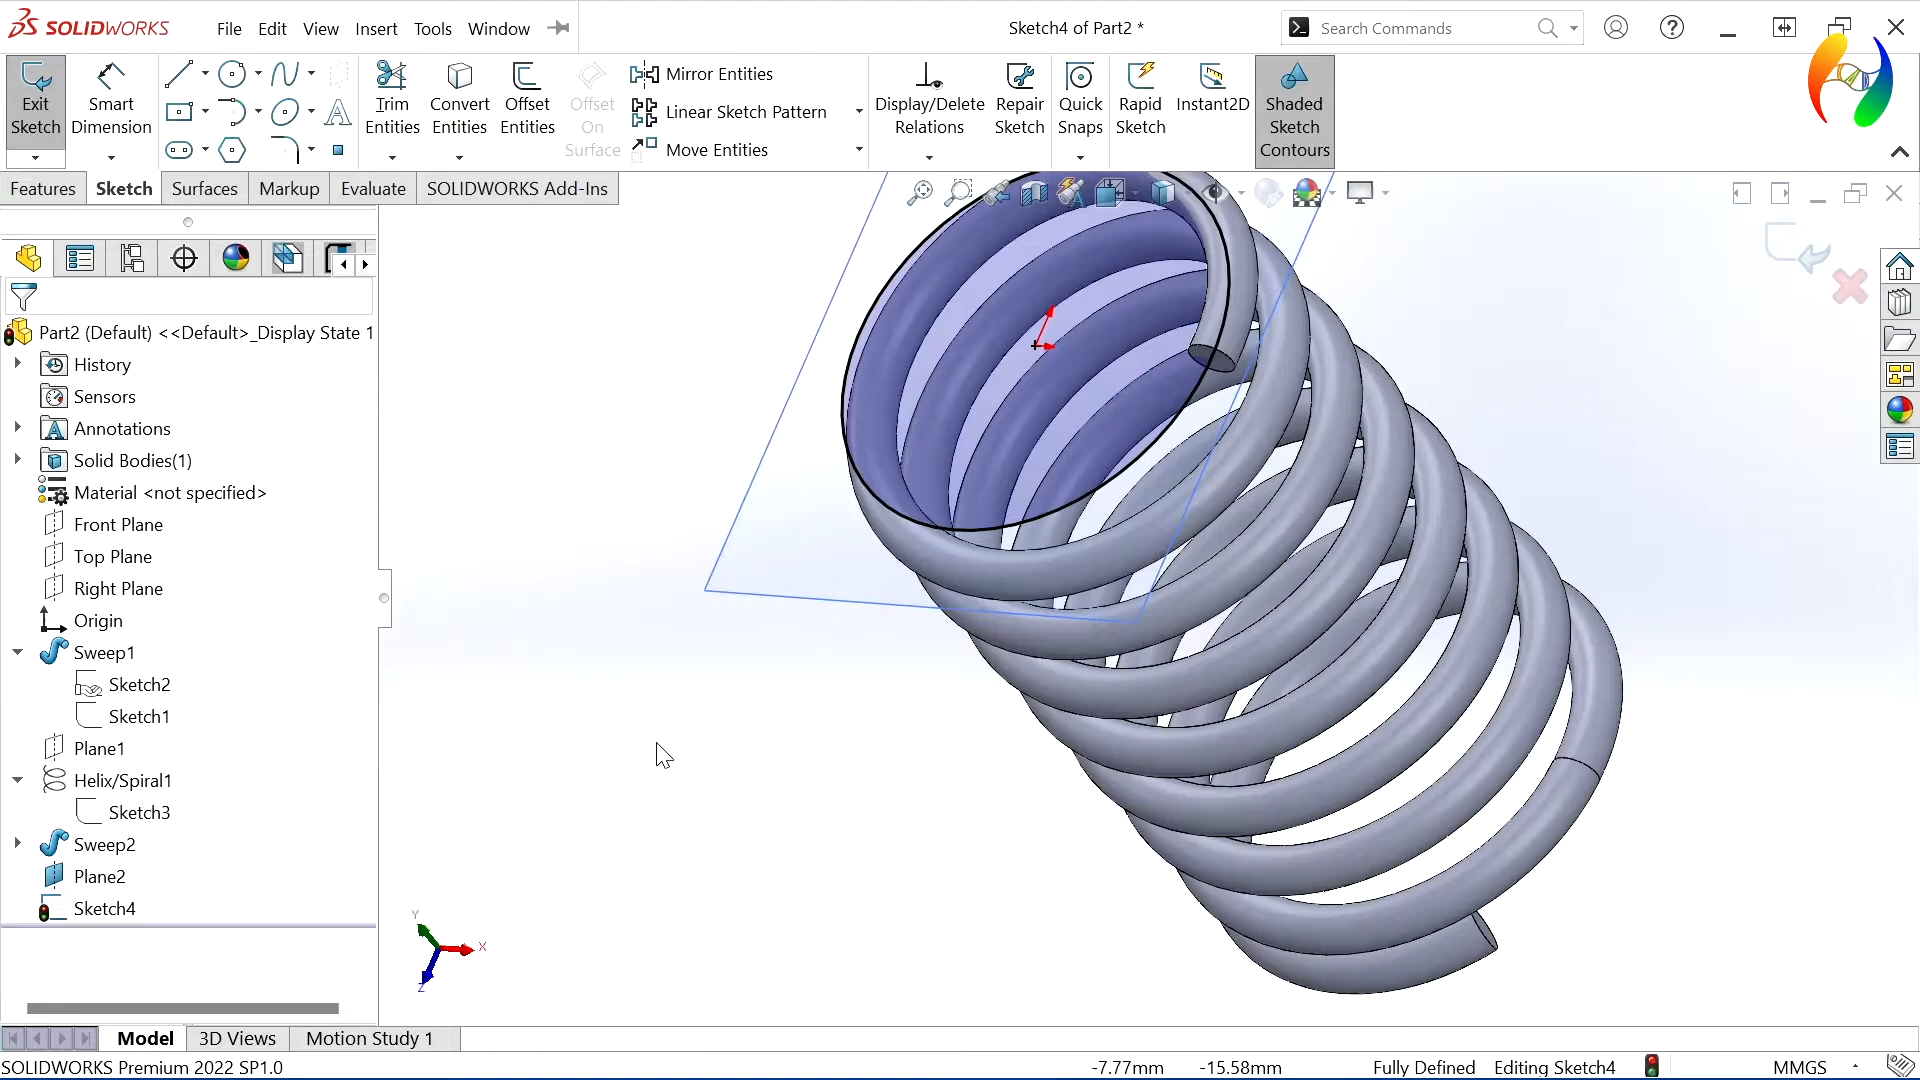 SOLIDWORKS File Edit View Insert Tools Window Sketch4 of Part2 * Search Commands
Exit Sketch
Smart Dimension
Trim Entities
Convert Entities
Offset Entities
Offset On Surface
Mirror Entities
Linear Sketch Pattern
Move Entities
Display/Delete Relations
Repair Sketch
Quick Snaps
Rapid Sketch
Instant2D
Shaded Sketch Contours
Features Sketch Surfaces Markup Evaluate SOLIDWORKS Add-Ins
Part2 (Default) <<Default>_Display State 1
History
Sensors
Annotations
Solid Bodies(1)
Material <not specified>
Front Plane
Top Plane
Right Plane
Origin
Sweep1
Sketch2
Sketch1
Plane1
Helix/Spiral1
Sketch3
Sweep2
Plane2
Sketch4
Y
X
Z
Model 3D Views Motion Study 1
SOLIDWORKS Premium 2022 SP1.0 -7.77mm -15.58mm Fully Defined Editing Sketch4 MMGS